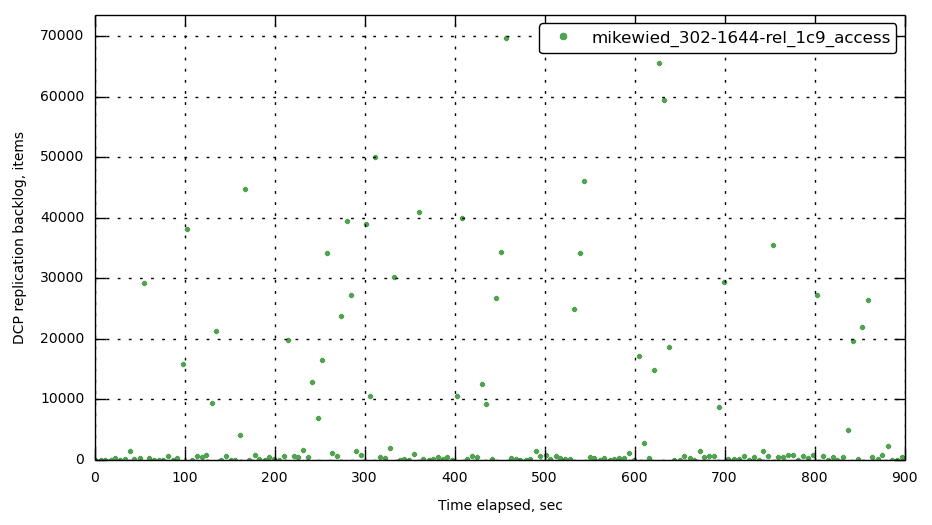 70000
mikewied_302-1644-rel_1c9_access
60000
50000
40000
30000
20000
10000
0
DCP replication backlog, items
0 100 200 300 400 500 600 700 800 900
Time elapsed, sec